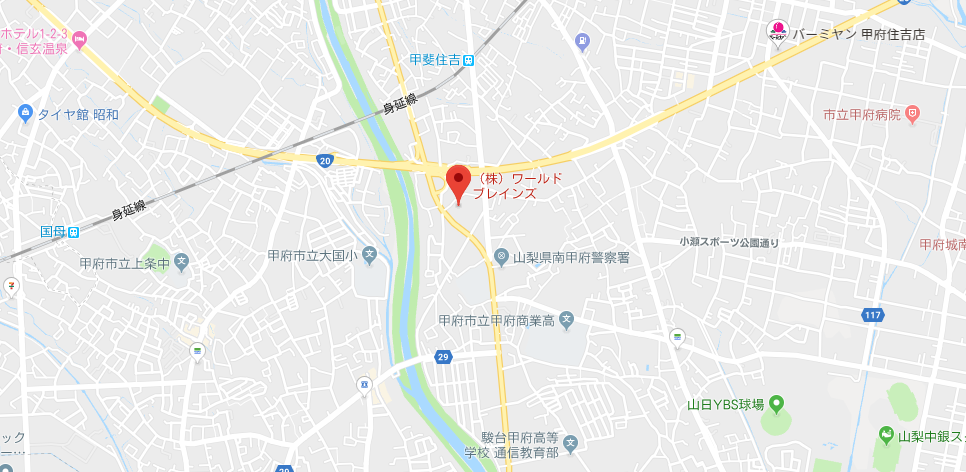 ホテル1-2-3
・信玄温泉
バーミヤン 甲府住吉店
甲斐住吉
身延線
タイヤ館 昭和
市立甲府病院
20
(株)ワールド
ブレインズ
身延線
国母
小瀬スポーツ公園通り
甲府城南
甲府市立上条中
甲府市立大国小
山梨県南甲府警察署
117
甲府市立甲府商業高
29
山日YBS球場
ック
駿台甲府高等
学校 通信教育部
山梨中銀ス
29